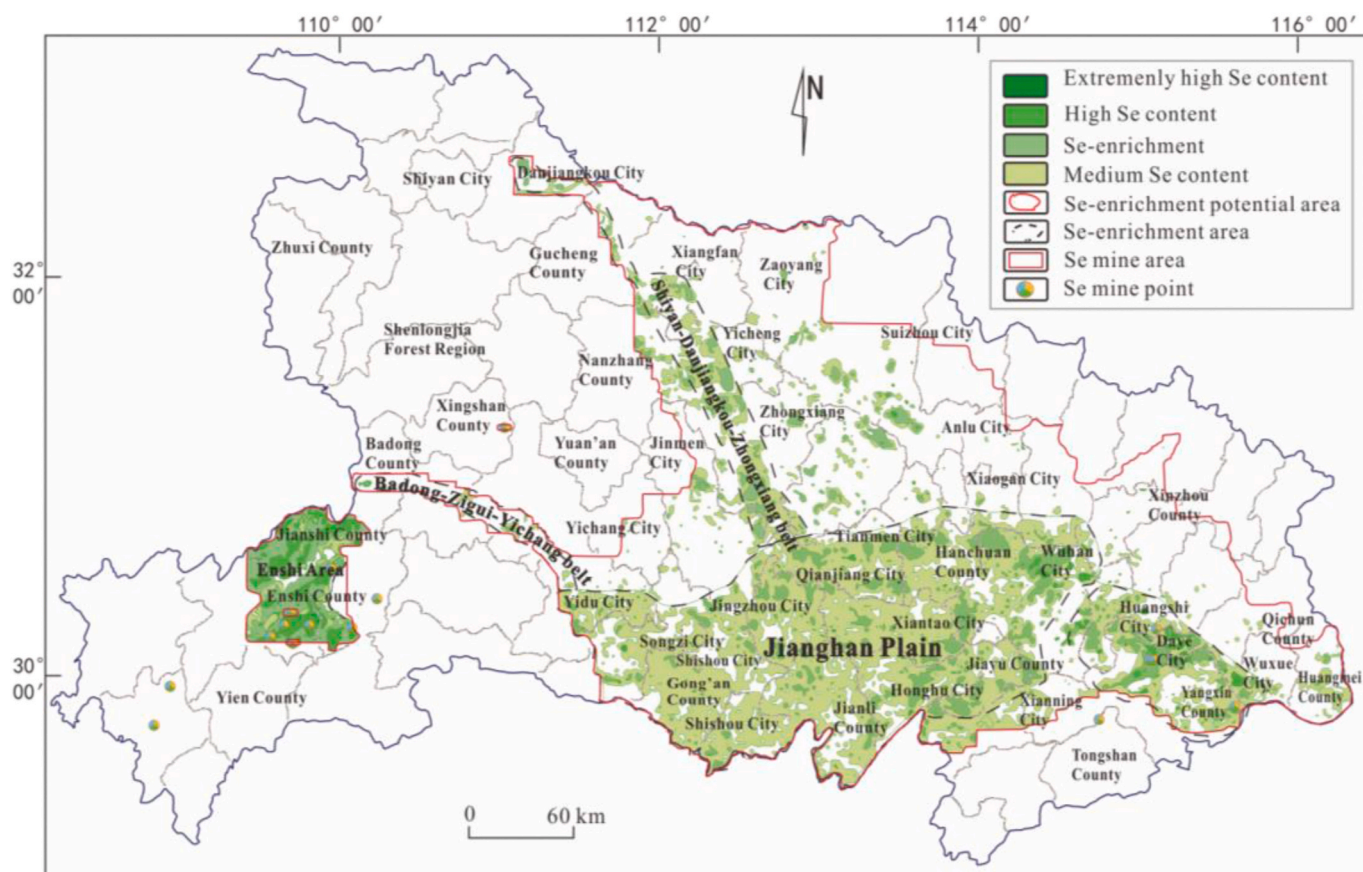 110° 00′
112° 00′
114° 00′
116° 00′
N
Extremenly high Se content
High Se content
Se-enrichment
Medium Se content
Se-enrichment potential area
Se-enrichment area
Se mine area
Se mine point
Shiyan City
Danjiangkou City
Zhuxi County
Gucheng
County
Xiangfan
City
Zaoyang
City
32°
00′
Shiyan-Danjiangkou-Zhongxiang belt
Shenlongjia
Forest Region
Nanzhang
County
Yicheng
City
Suizhou City
Xingshan
County
Zhongxiang
City
Anlu City
Badong
County
Yuan'an
County
Jinmen
City
Xiaogan City
Xinzhou
County
Badong-Zigui-Yichang belt
Yichang City
Jianshi County
Tianmen City
Hanchuan
County
Wuhan
City
Enshi Area
Enshi County
Qianjiang City
Yidu City
Jingzhou City
Huangshi
City
Qichun
County
Xiantao City
Songzi City
Jianghan Plain
Daye
City
30°
00′
Shishou City
Jiayu County
Wuxue
City
Huangmei
County
Yien County
Gong'an
County
Honghu City
Xianning
City
Yangxin
County
Shishou City
Jianli
County
Tongshan
County
0
60 km